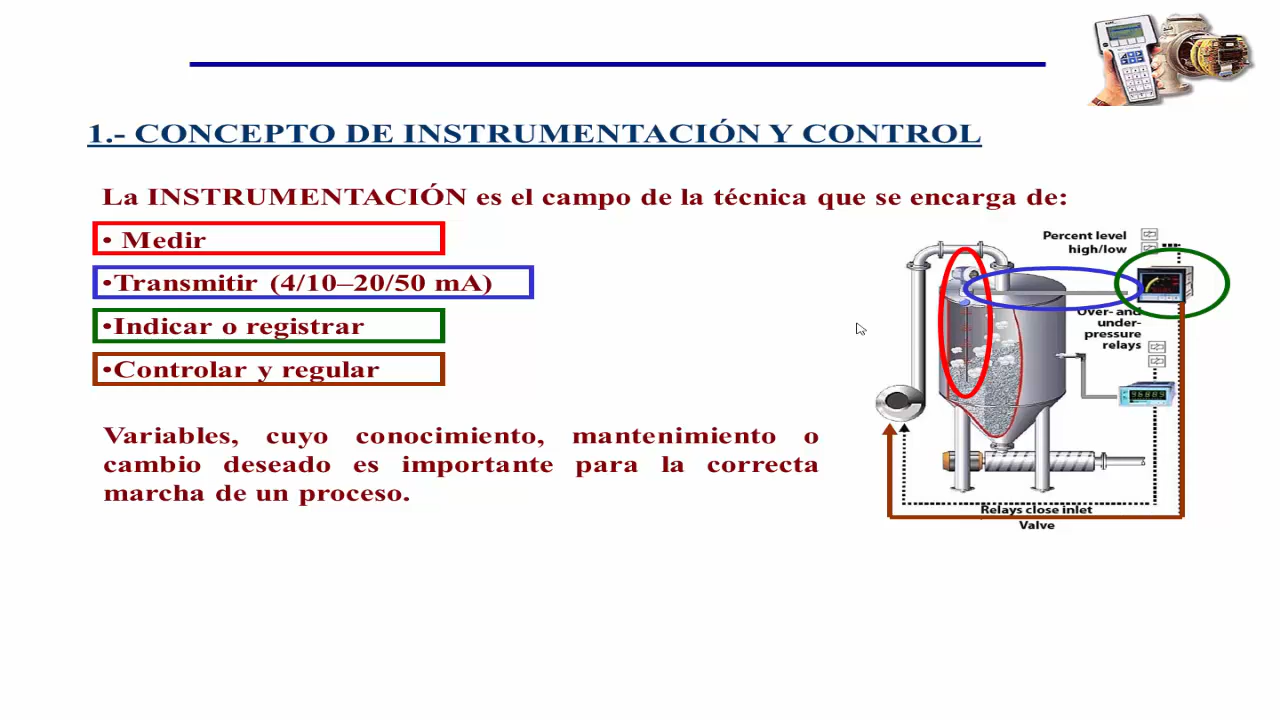 1.- CONCEPTO DE INSTRUMENTACIÓN Y CONTROL
La INSTRUMENTACIÓN es el campo de la técnica que se encarga de:
• Medir
•Transmitir (4/10–20/50 mA)
•Indicar o registrar
•Controlar y regular
Variables, cuyo conocimiento, mantenimiento o
cambio deseado es importante para la correcta
marcha de un proceso.
Percent level
high/low
Over- and
under-
pressure
relays
Relays close inlet
Valve